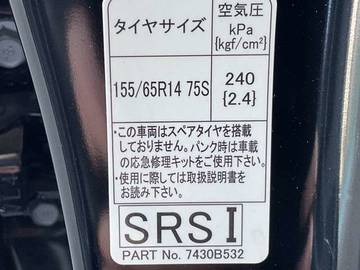 タイヤサイズ
空気圧
kPa
{kgf/cm²}
155/65R14 75S
240
{2.4}
・この車両はスペアタイヤを搭載
しておりません。パンク時は車載
の応急修理キットをご使用下さい。
・使用に際しては取扱説明書を
お読み下さい。
SRS I
PART No. 7430B532